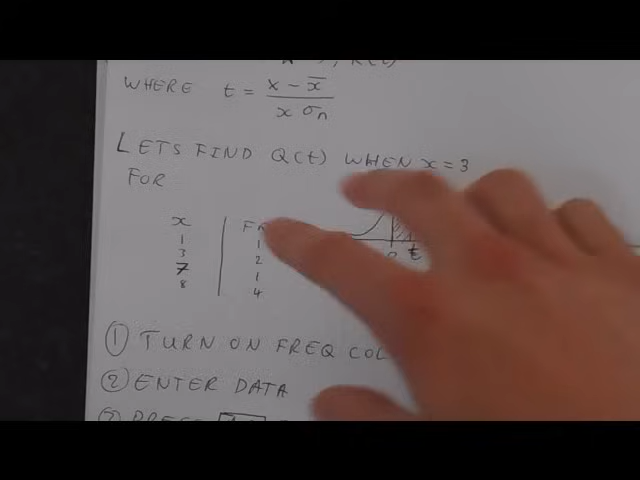 WHERE t = x - x̄ / x σn
LETS FIND Q(t) WHEN x = 3
FOR
x
1 1
3 2
7 1
8 4
0 t
① TURN ON FREQ
② ENTER DATA